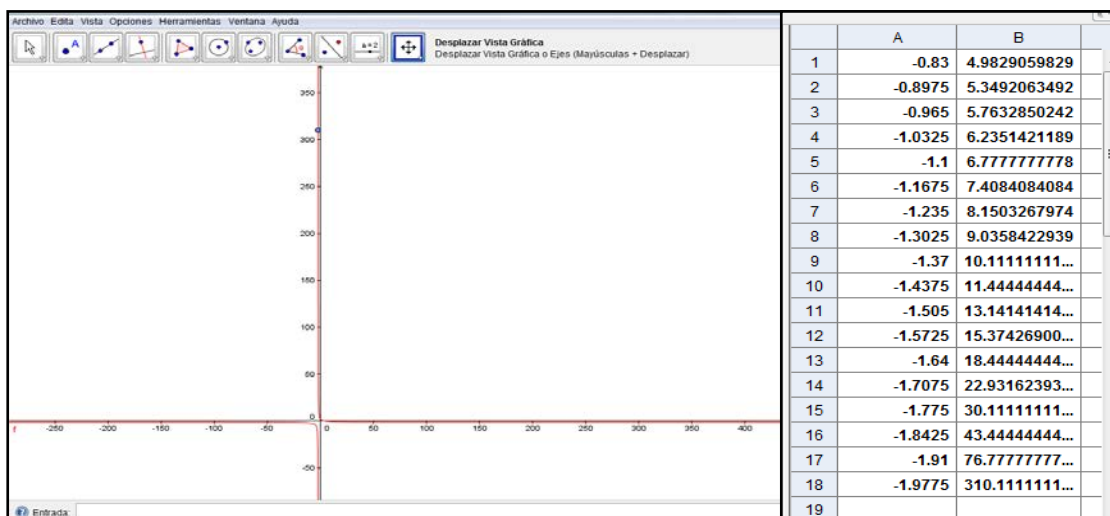 Archivo Edita Vista Opciones Herramientas Ventana Ayuda
A
a=2
Desplazar Vista Gráfica
Desplazar Vista Gráfica o Ejes (Mayúsculas + Desplazar)
350
300
250
200
150
100
50
0
-250 -200 -150 -100 -50 0 50 100 150 200 250 300 350 400
f
-50
Entrada:
A B
1 -0.83 4.9829059829
2 -0.8975 5.3492063492
3 -0.965 5.7632850242
4 -1.0325 6.2351421189
5 -1.1 6.7777777778
6 -1.1675 7.4084084084
7 -1.235 8.1503267974
8 -1.3025 9.0358422939
9 -1.37 10.11111111...
10 -1.4375 11.44444444...
11 -1.505 13.14141414...
12 -1.5725 15.37426900...
13 -1.64 18.44444444...
14 -1.7075 22.93162393...
15 -1.775 30.11111111...
16 -1.8425 43.44444444...
17 -1.91 76.77777777...
18 -1.9775 310.1111111...
19